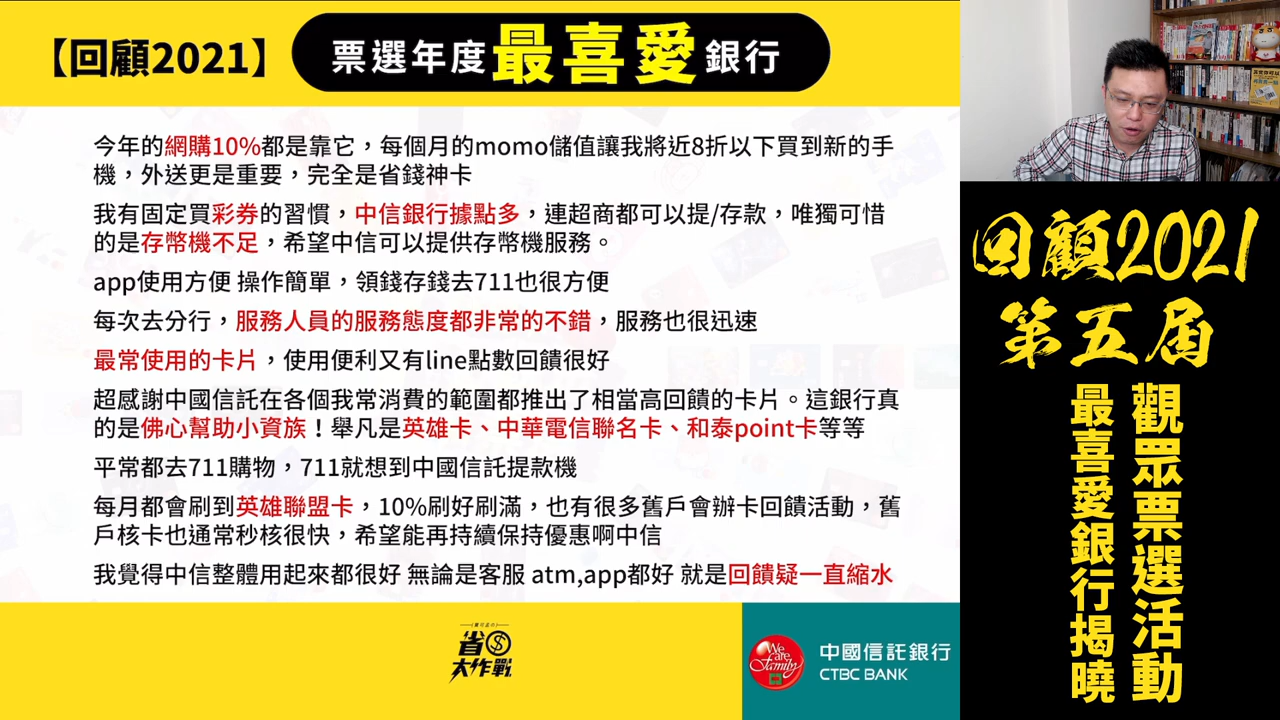 【回顧2021】
票選年度最喜愛銀行
今年的網購10%都是靠它，每個月的momo儲值讓我將近8折以下買到新的手
機，外送更是重要，完全是省錢神卡
我有固定買彩券的習慣，中信銀行據點多，連超商都可以提/存款，唯獨可惜
的是存幣機不足，希望中信可以提供存幣機服務。
app使用方便 操作簡單，領錢存錢去711也很方便
每次去分行，服務人員的服務態度都非常的不錯，服務也很迅速
最常使用的卡片，使用便利又有line點數回饋很好
超感謝中國信託在各個我常消費的範圍都推出了相當高回饋的卡片。這銀行真
的是佛心幫助小資族！舉凡是英雄卡、中華電信聯名卡、和泰point卡等等
平常都去711購物，711就想到中國信託提款機
每月都會刷到英雄聯盟卡，10%刷好刷滿，也有很多舊戶會辦卡回饋活動，舊
戶核卡也通常秒核很快，希望能再持續保持優惠啊中信
我覺得中信整體用起來都很好 無論是客服 atm,app都好 就是回饋疑一直縮水
省
大作戰
We are Family
中國信託銀行
CTBC BANK
回顧2021
第五屆
觀眾票選活動
最喜愛銀行揭曉